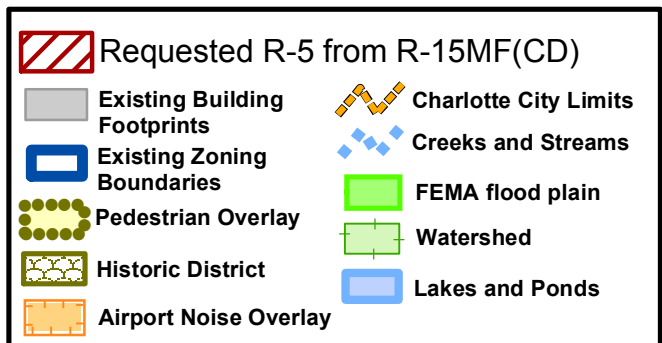 Requested R-5 from R-15MF(CD)
Existing Building
Footprints
Existing Zoning
Boundaries
Pedestrian Overlay
Historic District
Airport Noise Overlay
Charlotte City Limits
Creeks and Streams
FEMA flood plain
Watershed
Lakes and Ponds